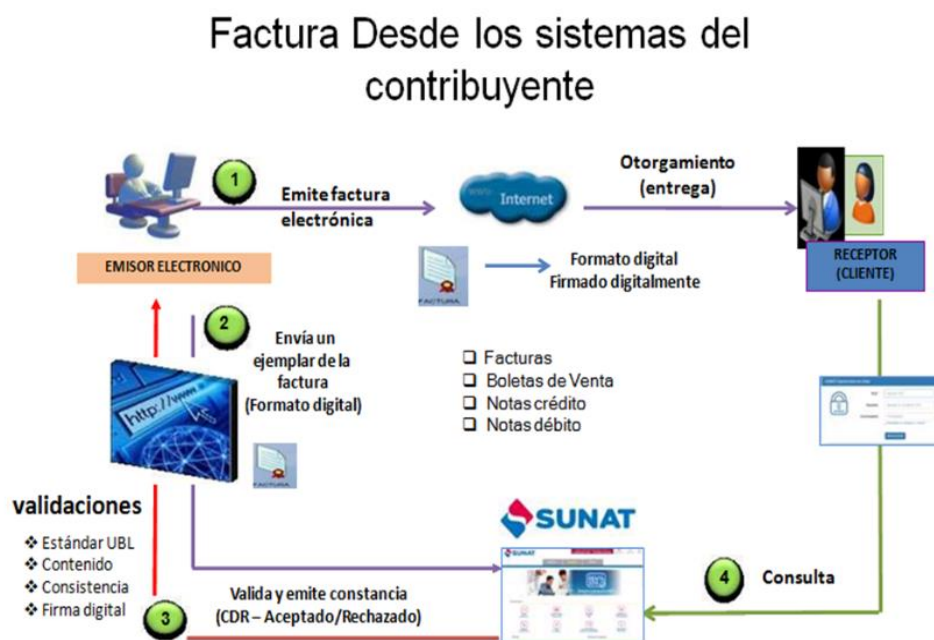 Factura Desde los sistemas del
contribuyente
1
Emite factura
electrónica
www
Internet
Otorgamiento
(entrega)
EMISOR ELECTRONICO
FACTURA
Formato digital
Firmado digitalmente
RECEPTOR
(CLIENTE)
2
Envía un
ejemplar de la
factura
(Formato digital)
http://www
FACTURA
Facturas
Boletas de Venta
Notas crédito
Notas débito
validaciones
Estándar UBL
Contenido
Consistencia
Firma digital
SUNAT
SUNAT
3
Valida y emite constancia
(CDR – Aceptado/Rechazado)
4
Consulta